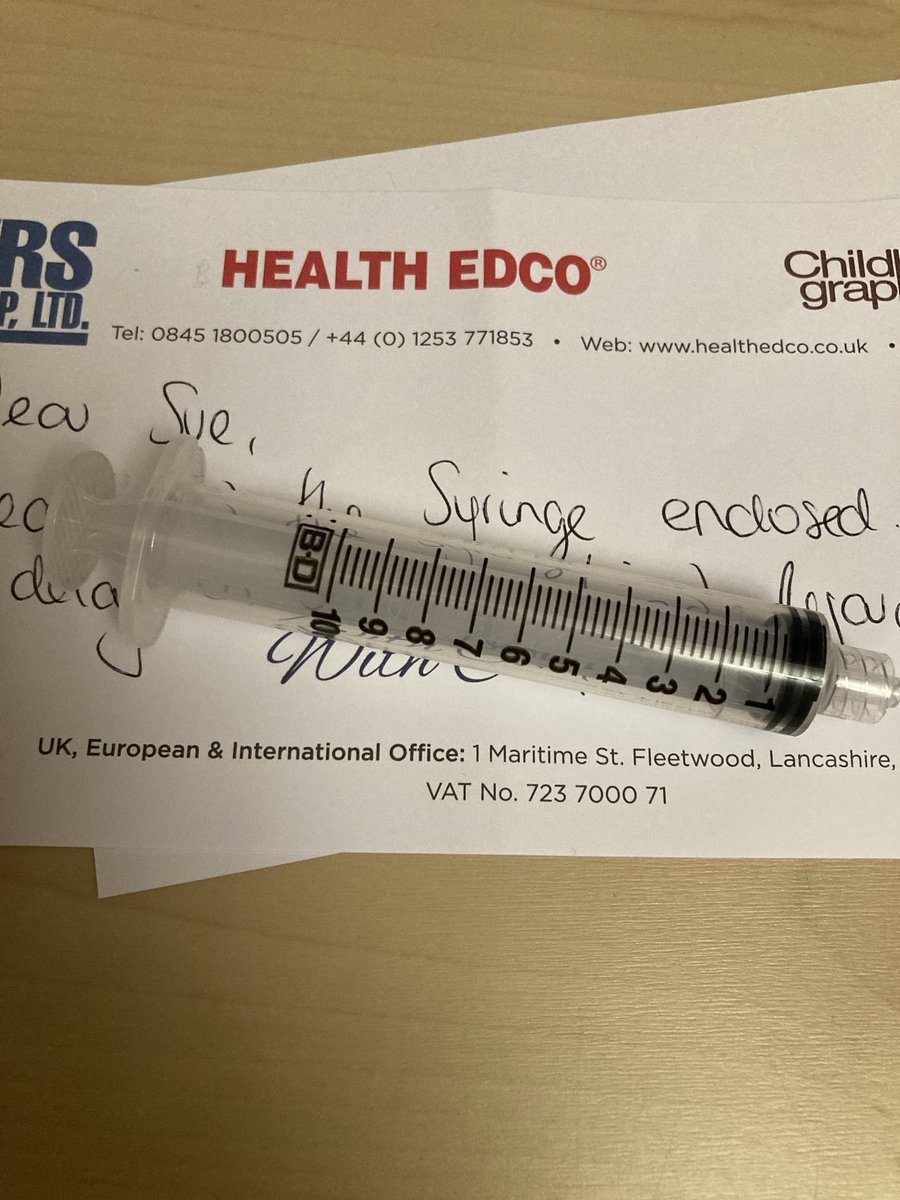 RS
P, LTD.
HEALTH EDCO®
Child
grap
Tel: 0845 1800505 / +44 (0) 1253 771853 • Web: www.healthedco.co.uk •
ear Sue,
Syringe enclosed.
B-D
10 9 8 7 6 5 4 3 2 1
With
UK, European & International Office: 1 Maritime St. Fleetwood, Lancashire,
VAT No. 723 7000 71